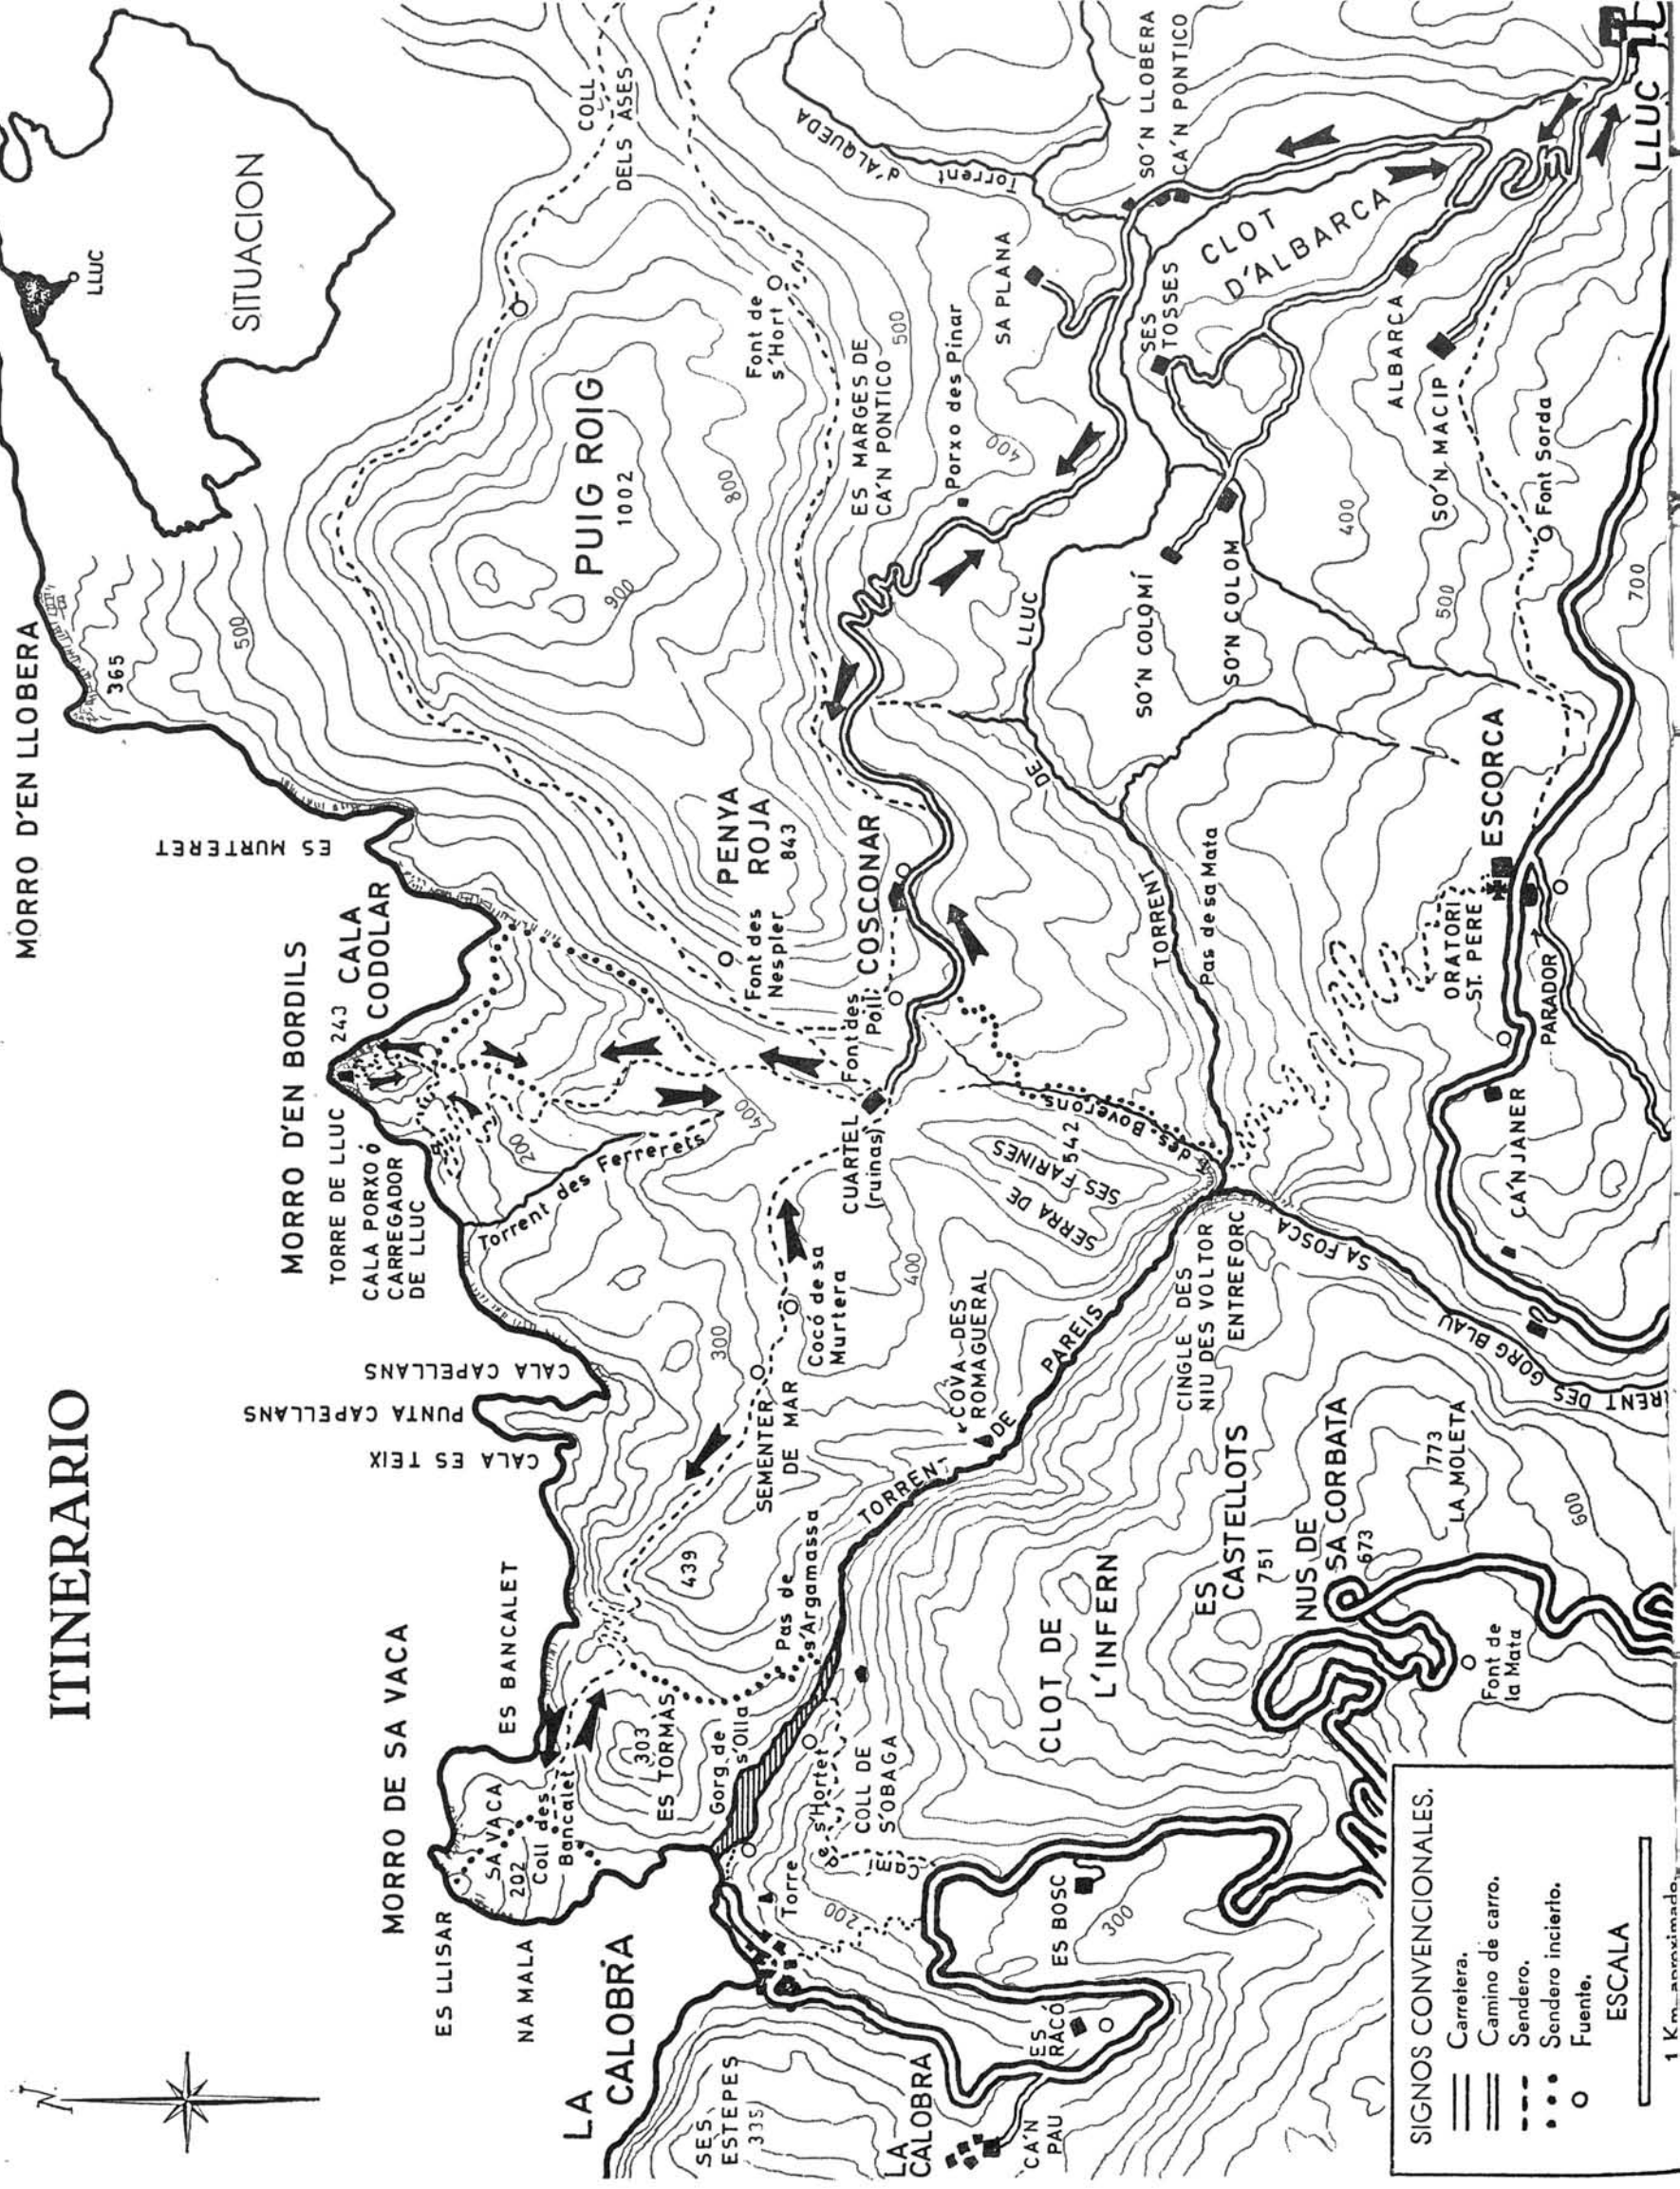 ITINERARIO
N
SITUACION
LLUC
MORRO D'EN LLOBERA
365
500
ES MURTERET
MORRO D'EN BORDILS
TORRE DE LLUC 243
CALA PORXO Ó
CARREGADOR
DE LLUC
CALA
CODOLAR
CALA CAPELLANS
PUNTA CAPELLANS
CALA ES TEIX
MORRO DE SA VACA
ES BANCALET
ES LLISAR
NA MALA
SA VACA
202
Coll des
Bancalet
LA
CALOBRA
SES
ESTEPES
335
303
ES TORMAS
Gorg de
s'Olla
439
Pas de
s'Argamassa
SEMENTER
DE MAR
300
Cocó de sa
Murtera
Torrent des Ferrerets
200
400
CUARTEL
(ruinas)
Font des
Poll
COSCONAR
Font des
Nespler
PENYA
ROJA
843
PUIG ROIG
1002
900
800
COLL
DELS ASES
Font de
s'Hort
ES MARGES DE
CA'N PONTICO
500
Porxo des Pinar
400
SA PLANA
Torrent d'ALQUEDA
SO'N LLOBERA
CA'N PONTICO
CLOT
D'ALBARCA
SES
TOSSES
ALBARCA
SO'N MACIP
Font Sorda
LLUC
SO'N COLOMÍ
SO'N COLOM
400
500
700
TORRENT DE LLUC
Pas de sa Mata
ESCORCA
ORATORI
ST. PERE
PARADOR
CA'N JANER
T. des Boverons
542
SERRA DE
SES FARINES
400
COVA DES
ROMAGUERAL
TORRENT DE PAREIS
CINGLE DES
NIU DES VOLTOR
ENTREFORC
SA FOSCA
RENT DES GORG BLAU
773
LA MOLETA
600
NUS DE
SA CORBATA
673
ES
CASTELLOTS
751
CLOT DE
L'INFERN
Font de
la Mata
s'Hortet
COLL DE
S'OBAGA
Torre
200
ES BOSC
300
ES
RACÓ
LA
CALOBRA
CA'N
PAU
SIGNOS CONVENCIONALES.
Carretera.
Camino de carro.
Sendero.
Sendero incierto.
Fuente.
ESCALA
1 Km. aproximado